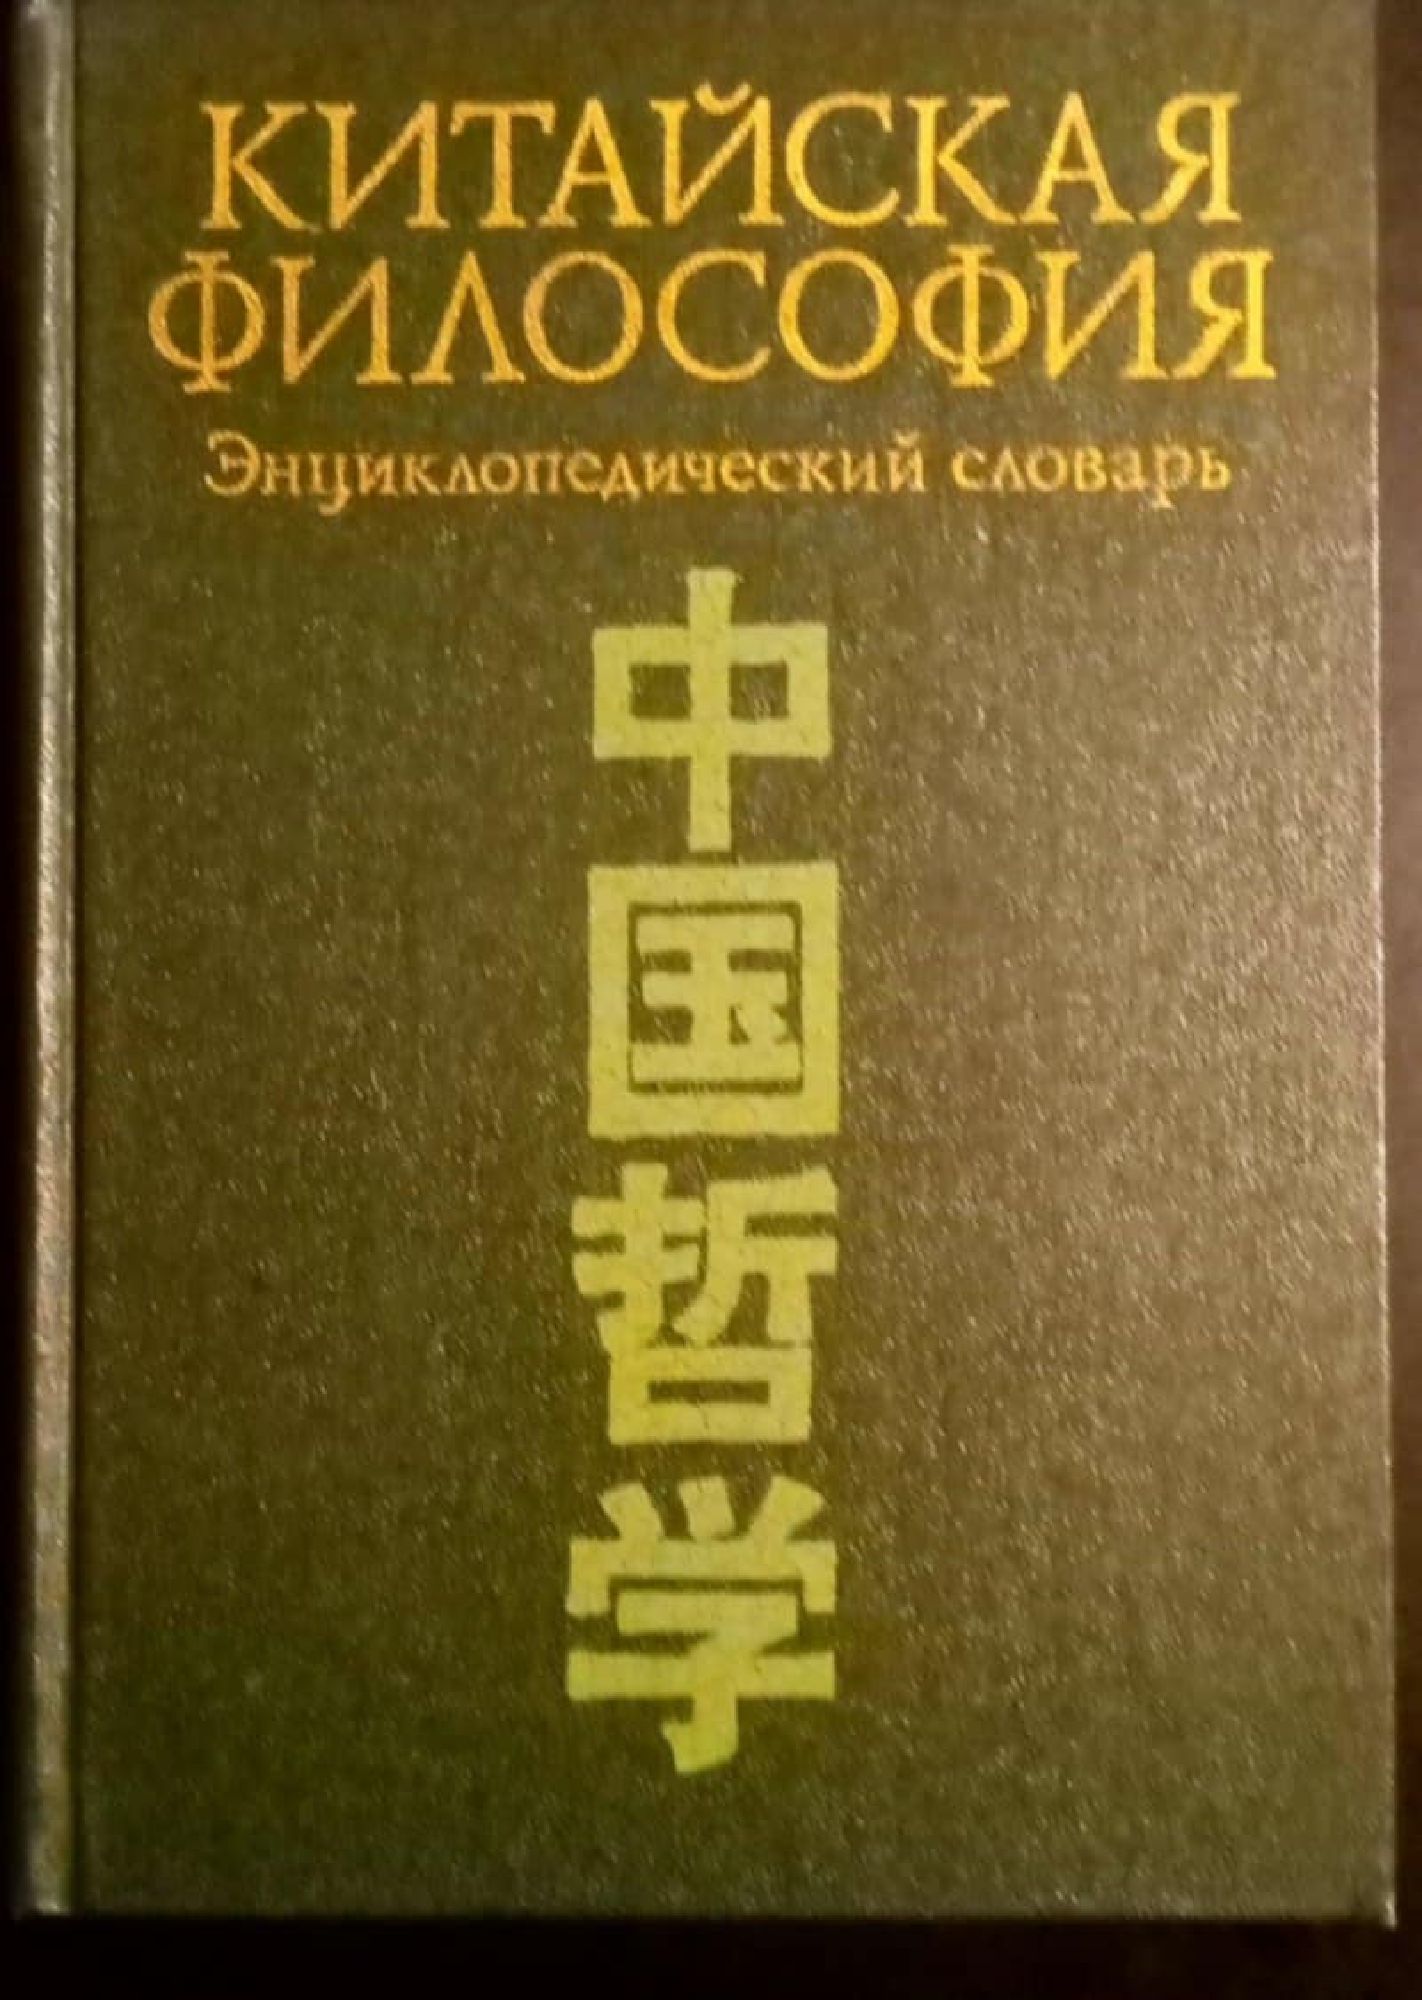 КИТАЙСКАЯ
ФИЛОСОФИЯ
Энциклопедический словарь
中国哲学